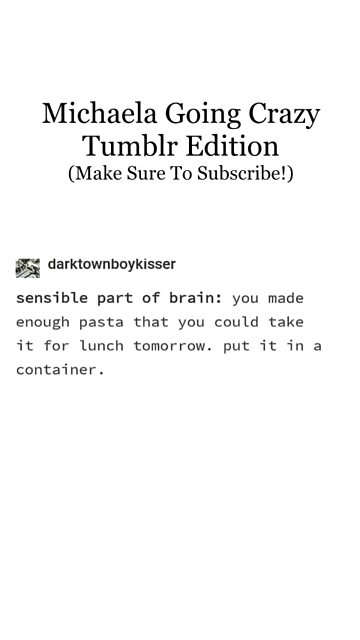 Michaela Going Crazy
Tumblr Edition
(Make Sure To Subscribe!)
darktownboykisser
sensible part of brain: you made
enough pasta that you could take
it for lunch tomorrow. put it in a
container.